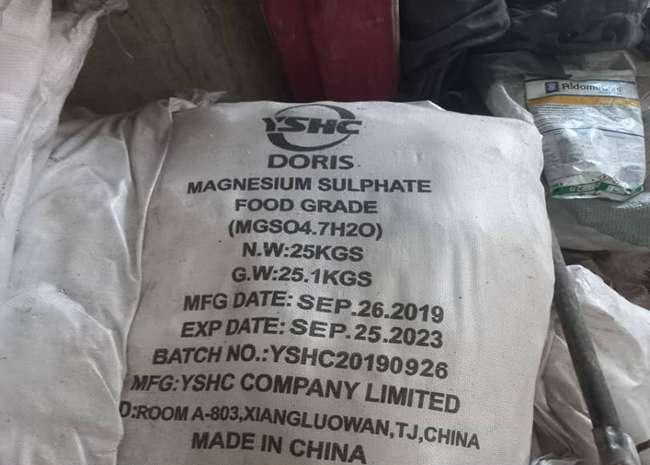 YSHC
DORIS
MAGNESIUM SULPHATE
FOOD GRADE
(MGSO4.7H2O)
N.W:25KGS
G.W:25.1KGS
MFG DATE: SEP.26.2019
EXP DATE: SEP.25.2023
BATCH NO.:YSHC20190926
MFG:YSHC COMPANY LIMITED
D:ROOM A-803,XIANGLUOWAN,TJ,CHINA
MADE IN CHINA